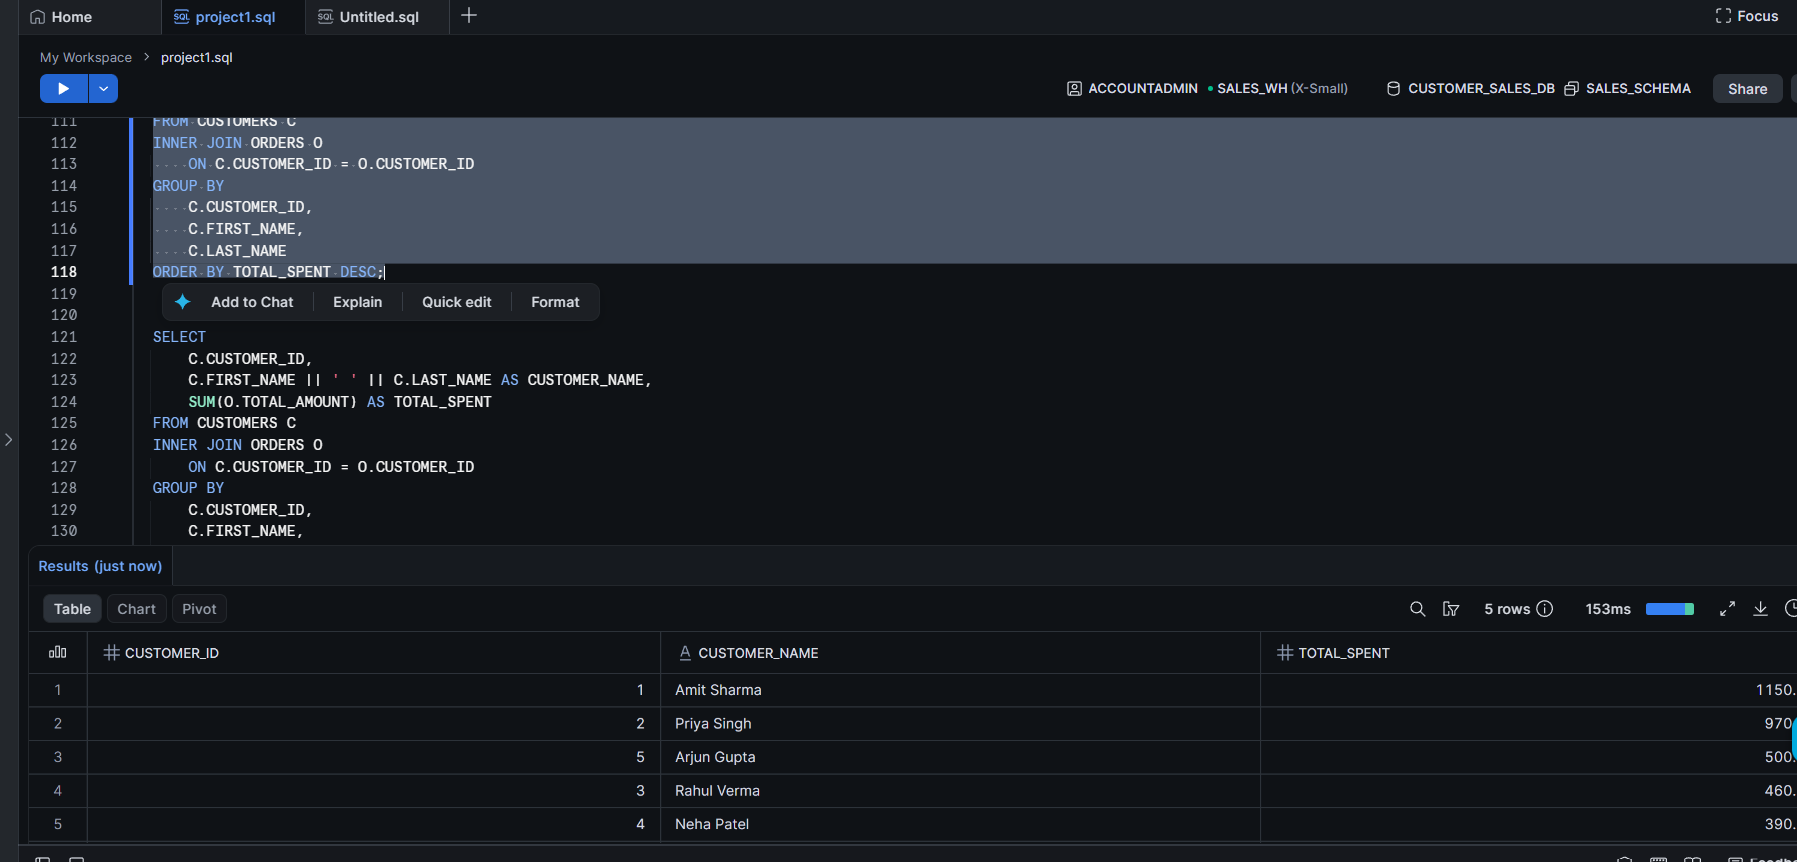 Home
project1.sql
Untitled.sql
Focus
My Workspace > project1.sql
ACCOUNTADMIN SALES_WH (X-Small) CUSTOMER_SALES_DB SALES_SCHEMA Share
111 FROM CUSTOMERS C
112 INNER JOIN ORDERS O
113 ON C.CUSTOMER_ID = O.CUSTOMER_ID
114 GROUP BY
115 C.CUSTOMER_ID,
116 C.FIRST_NAME,
117 C.LAST_NAME
118 ORDER BY TOTAL_SPENT DESC;
119
Add to Chat Explain Quick edit Format
120
121 SELECT
122 C.CUSTOMER_ID,
123 C.FIRST_NAME || ' ' || C.LAST_NAME AS CUSTOMER_NAME,
124 SUM(O.TOTAL_AMOUNT) AS TOTAL_SPENT
125 FROM CUSTOMERS C
126 INNER JOIN ORDERS O
127 ON C.CUSTOMER_ID = O.CUSTOMER_ID
128 GROUP BY
129 C.CUSTOMER_ID,
130 C.FIRST_NAME,
Results (just now)
Table Chart Pivot 5 rows 153ms
CUSTOMER_ID CUSTOMER_NAME TOTAL_SPENT
1 1 Amit Sharma 1150.
2 2 Priya Singh 970
3 5 Arjun Gupta 500.
4 3 Rahul Verma 460.
5 4 Neha Patel 390.